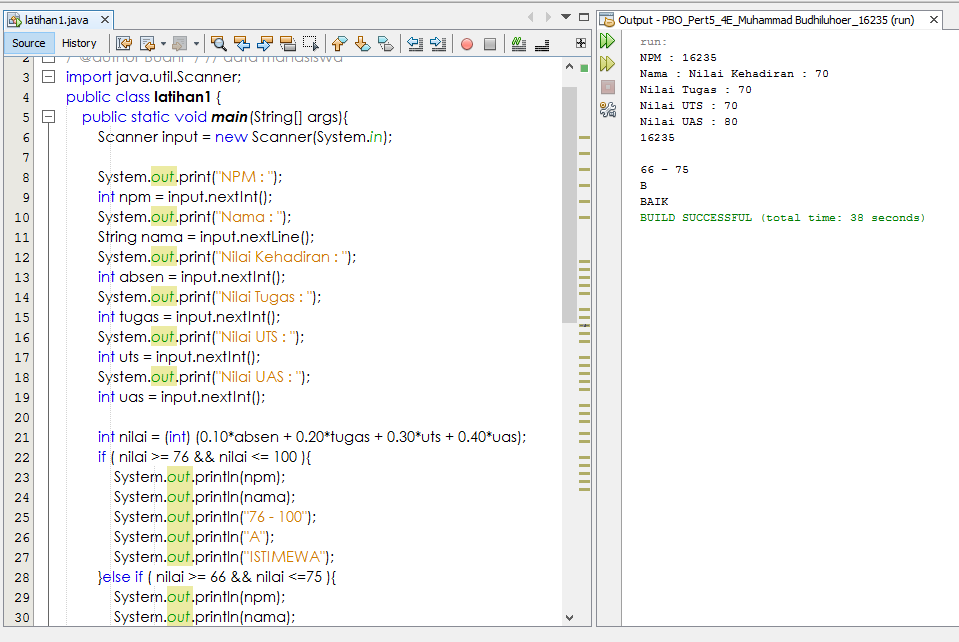 latihan1.java
Source History
2 / @author Budhi / // data mahasiswa
3 import java.util.Scanner;
4 public class latihan1 {
5 public static void main(String[] args){
6 Scanner input = new Scanner(System.in);
7
8 System.out.print("NPM : ");
9 int npm = input.nextInt();
10 System.out.print("Nama : ");
11 String nama = input.nextLine();
12 System.out.print("Nilai Kehadiran : ");
13 int absen = input.nextInt();
14 System.out.print("Nilai Tugas : ");
15 int tugas = input.nextInt();
16 System.out.print("Nilai UTS : ");
17 int uts = input.nextInt();
18 System.out.print("Nilai UAS : ");
19 int uas = input.nextInt();
20
21 int nilai = (int) (0.10*absen + 0.20*tugas + 0.30*uts + 0.40*uas);
22 if ( nilai >= 76 && nilai <= 100 ){
23 System.out.println(npm);
24 System.out.println(nama);
25 System.out.println("76 - 100");
26 System.out.println("A");
27 System.out.println("ISTIMEWA");
28 }else if ( nilai >= 66 && nilai <=75 ){
29 System.out.println(npm);
30 System.out.println(nama);
Output - PBO_Pert5_4E_Muhammad Budhiluhoer_16235 (run)
run:
NPM : 16235
Nama : Nilai Kehadiran : 70
Nilai Tugas : 70
Nilai UTS : 70
Nilai UAS : 80
16235
66 - 75
B
BAIK
BUILD SUCCESSFUL (total time: 38 seconds)